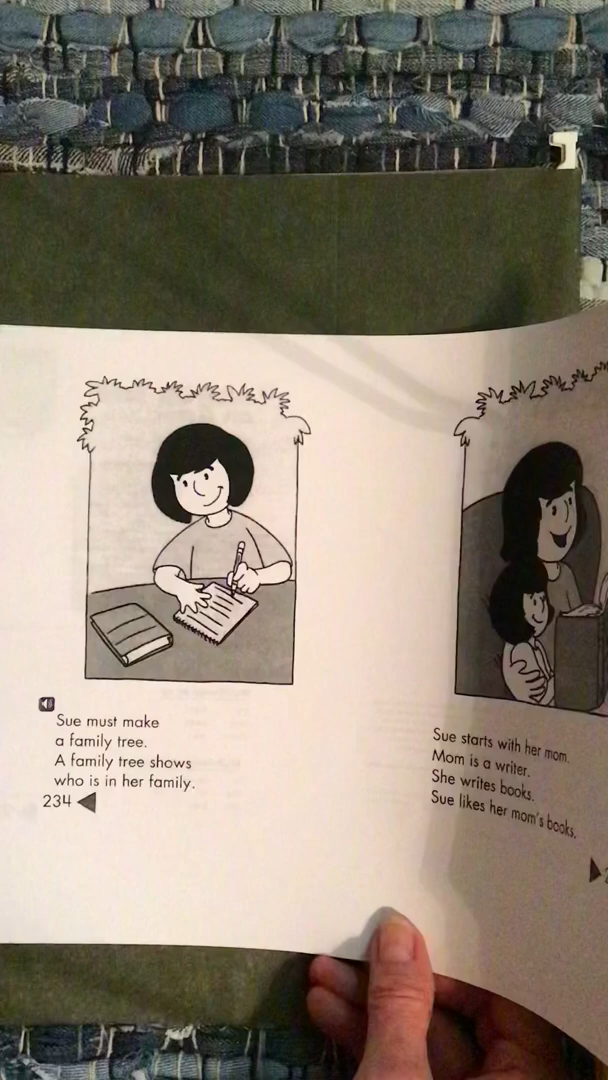 Sue must make
a family tree.
A family tree shows
who is in her family.
234
Sue starts with her mom.
Mom is a writer.
She writes books.
Sue likes her mom's books.